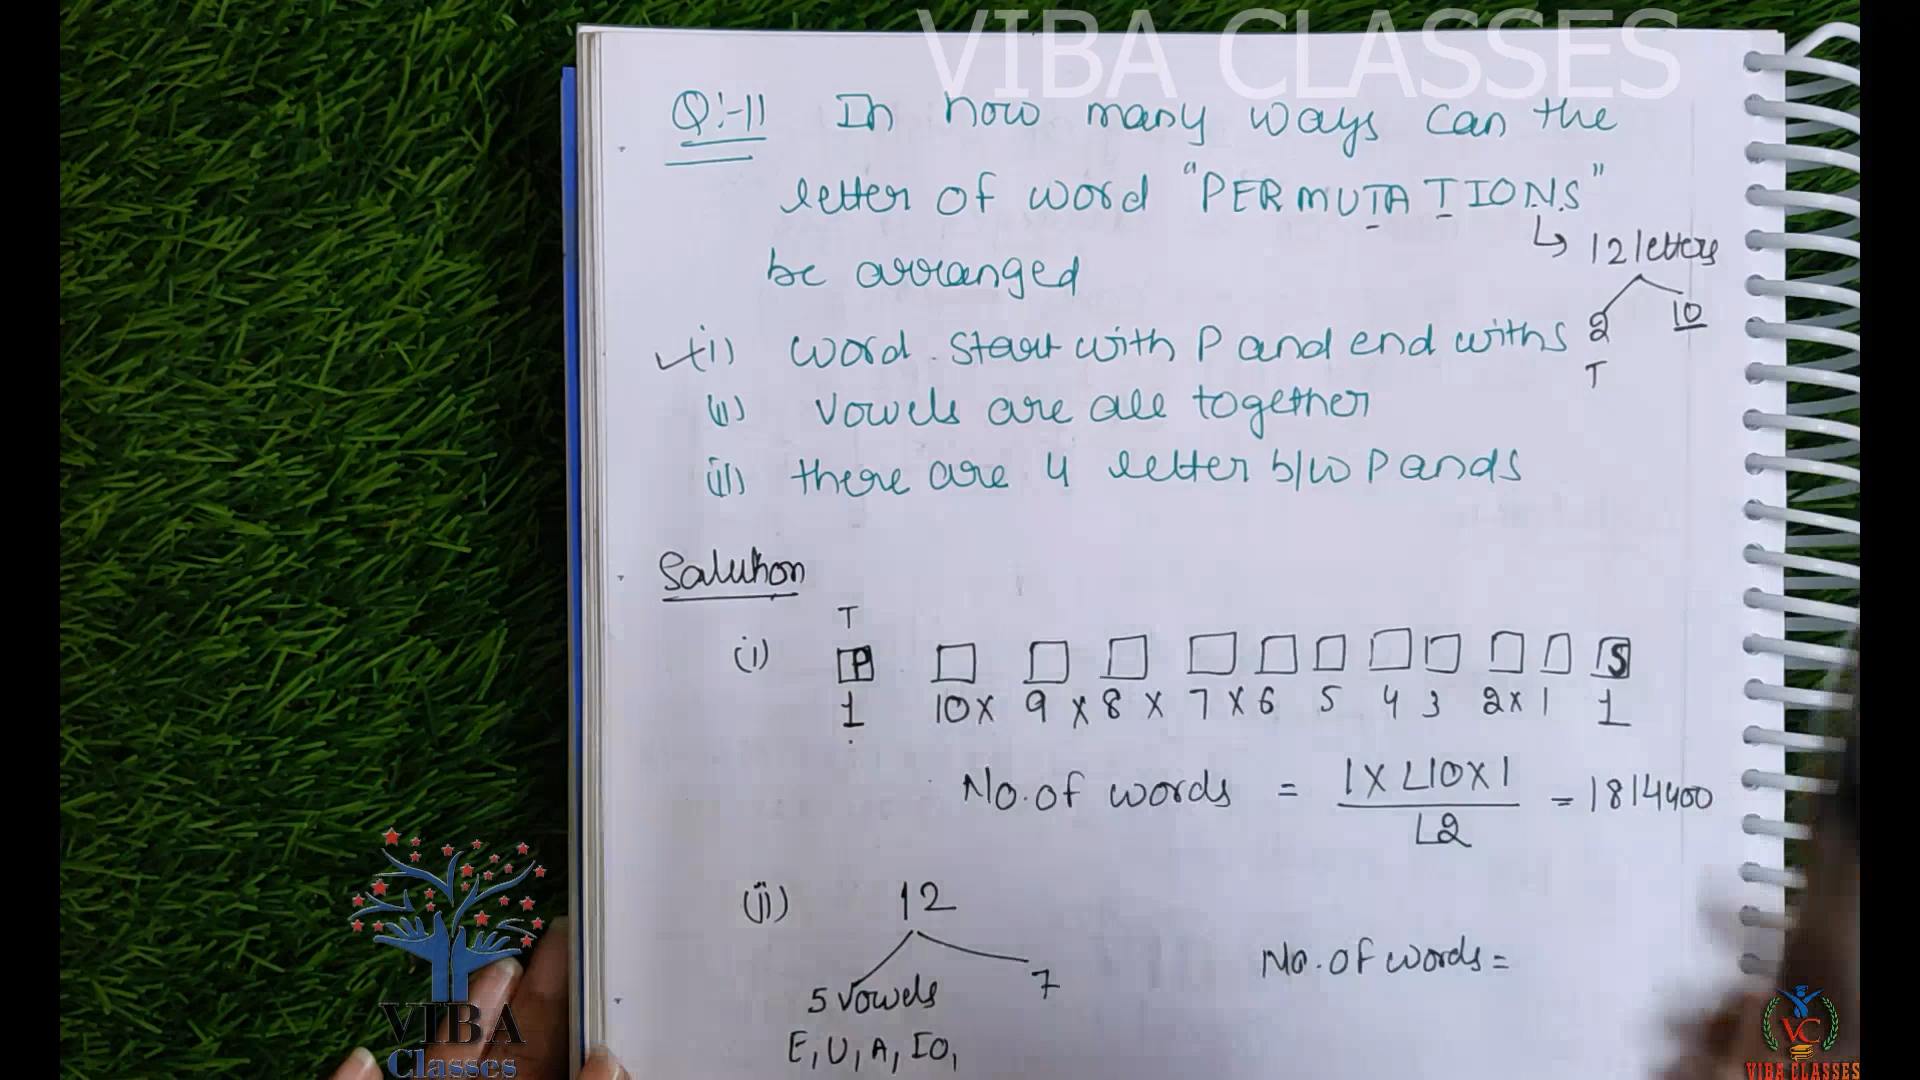 VIBA CLASSES
Q:-11 In how many ways can the
letter of word "PERMUTATIONS"
↳ 12 letters
be arranged
2 10
T
(i) word start with P and end with S
(ii) vowels are all together
(iii) there are 4 letter b/w P and S
Solution
T
(i) P S
1 10 x 9 x 8 x 7 x 6 5 4 3 2 x 1 1
No. of words = 1 x ∟10 x 1 / ∟2 = 1814400
(ii) 12
5 vowels 7
No. of words =
E, U, A, I O,
VIBA
Classes
VC
VIBA CLASSES